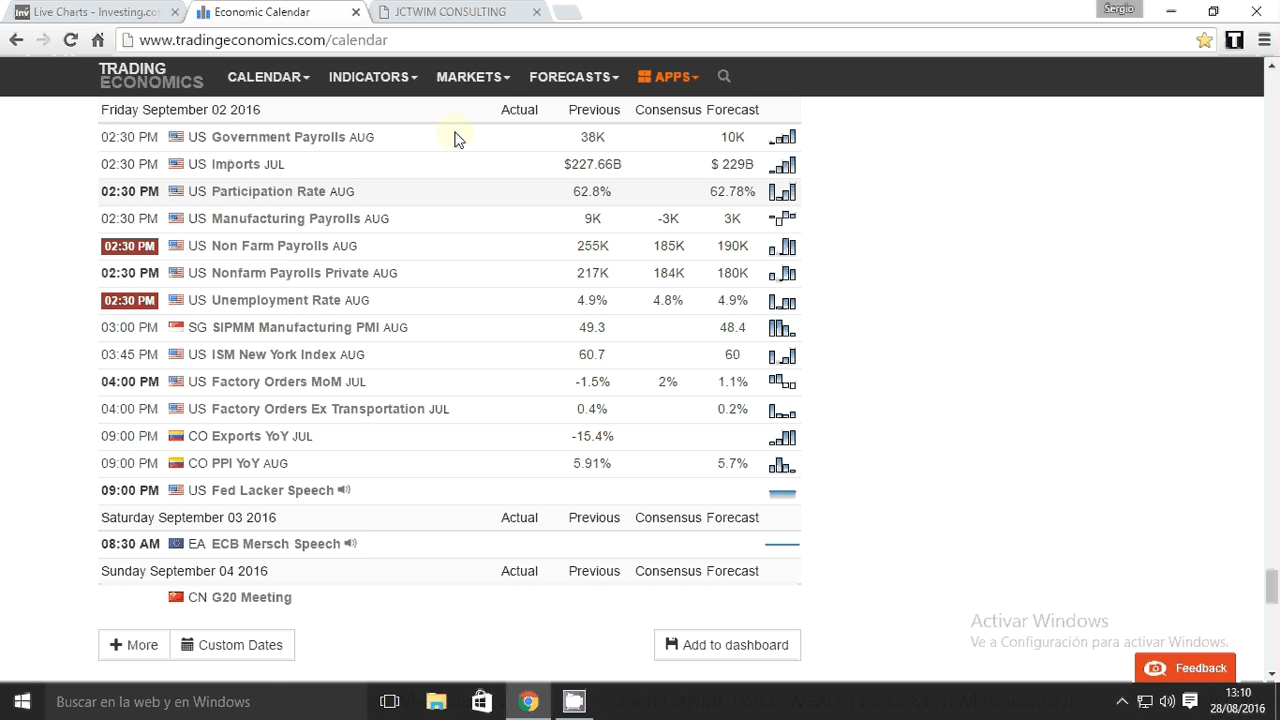 Live Charts - Investing.co
Economic Calendar
JCTWIM CONSULTING
Sergio
www.tradingeconomics.com/calendar
TRADING ECONOMICS
CALENDAR INDICATORS MARKETS FORECASTS APPS
Friday September 02 2016 Actual Previous Consensus Forecast
02:30 PM US Government Payrolls AUG 38K 10K
02:30 PM US Imports JUL $227.66B $ 229B
02:30 PM US Participation Rate AUG 62.8% 62.78%
02:30 PM US Manufacturing Payrolls AUG 9K -3K 3K
02:30 PM US Non Farm Payrolls AUG 255K 185K 190K
02:30 PM US Nonfarm Payrolls Private AUG 217K 184K 180K
02:30 PM US Unemployment Rate AUG 4.9% 4.8% 4.9%
03:00 PM SG SIPMM Manufacturing PMI AUG 49.3 48.4
03:45 PM US ISM New York Index AUG 60.7 60
04:00 PM US Factory Orders MoM JUL -1.5% 2% 1.1%
04:00 PM US Factory Orders Ex Transportation JUL 0.4% 0.2%
09:00 PM CO Exports YoY JUL -15.4%
09:00 PM CO PPI YoY AUG 5.91% 5.7%
09:00 PM US Fed Lacker Speech
Saturday September 03 2016 Actual Previous Consensus Forecast
08:30 AM EA ECB Mersch Speech
Sunday September 04 2016 Actual Previous Consensus Forecast
CN G20 Meeting
More Custom Dates Add to dashboard
Activar Windows
Ve a Configuración para activar Windows.
Feedback
Buscar en la web y en Windows
13:10
28/08/2016